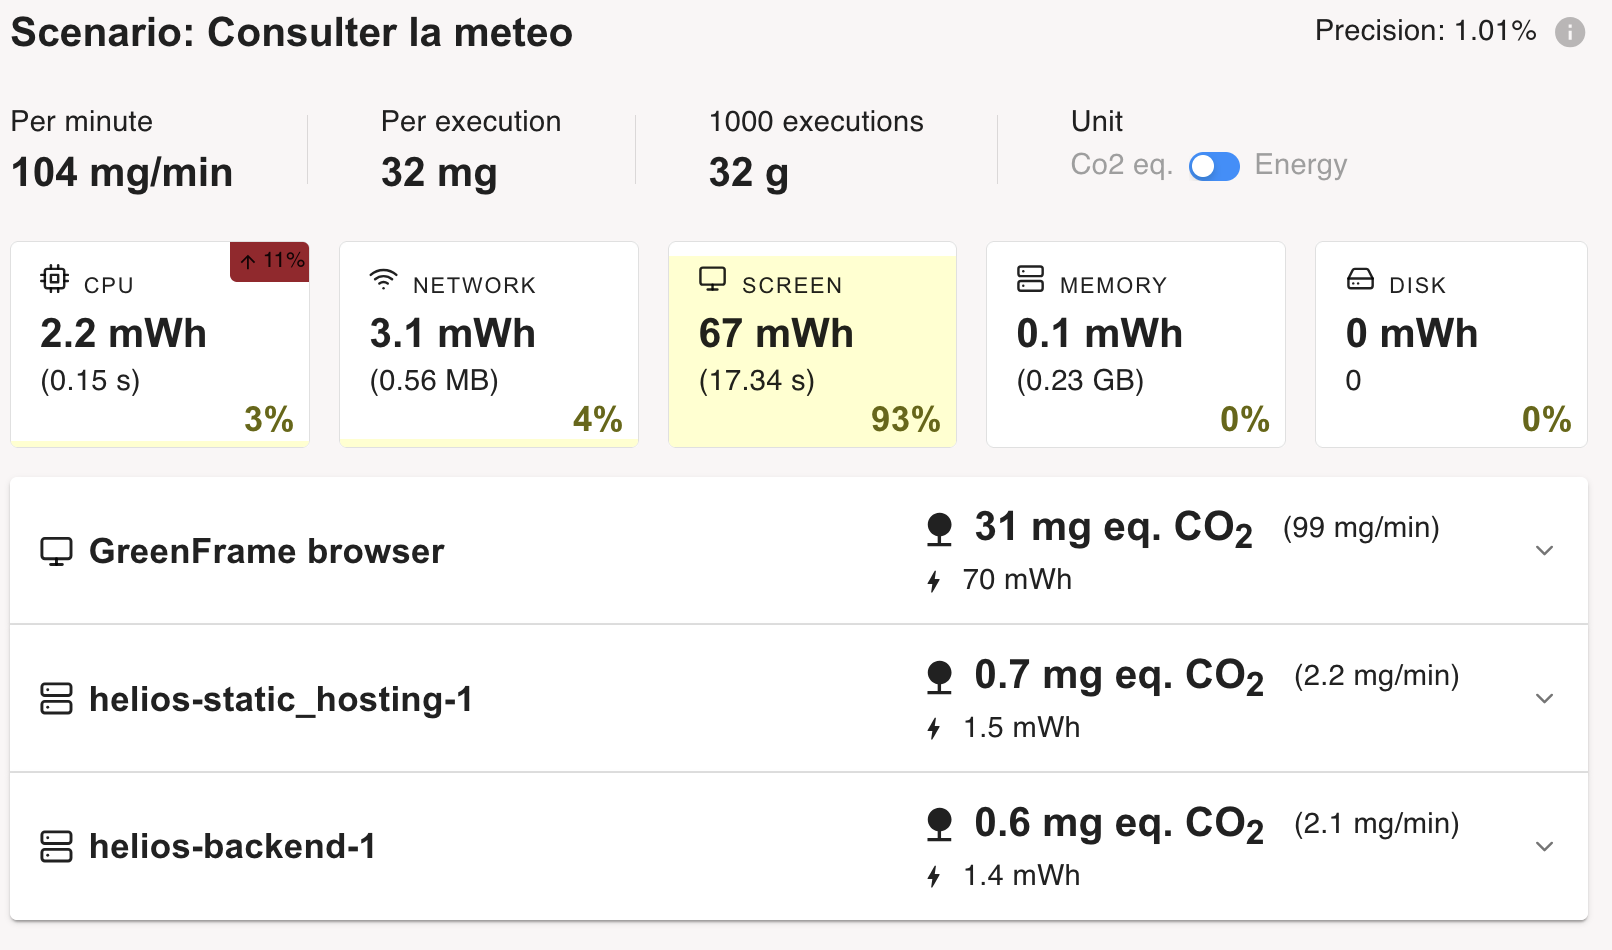 Scenario: Consulter la meteo
Precision: 1.01%
Per minute
104 mg/min
Per execution
32 mg
1000 executions
32 g
Unit
Co2 eq. Energy
CPU
↑ 11%
2.2 mWh
(0.15 s)
3%
NETWORK
3.1 mWh
(0.56 MB)
4%
SCREEN
67 mWh
(17.34 s)
93%
MEMORY
0.1 mWh
(0.23 GB)
0%
DISK
0 mWh
0
0%
GreenFrame browser
31 mg eq. CO₂ (99 mg/min)
70 mWh
helios-static_hosting-1
0.7 mg eq. CO₂ (2.2 mg/min)
1.5 mWh
helios-backend-1
0.6 mg eq. CO₂ (2.1 mg/min)
1.4 mWh